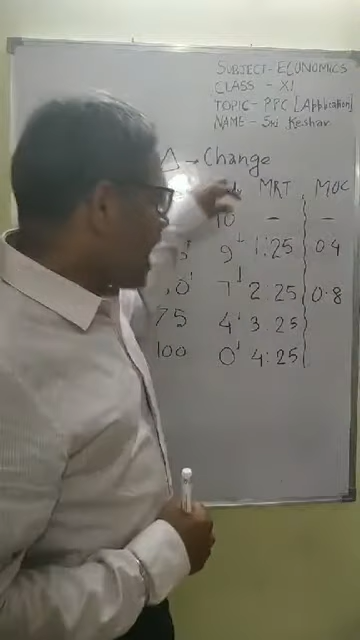 SUBJECT - ECONOMICS
CLASS - XI
TOPIC - PPC [Application]
NAME - Sri Keshav
Δ → Change
MRT MOC
10 - -
9 1:25 0.4
7 2:25 0.8
75 4 3:25
100 0 4:25